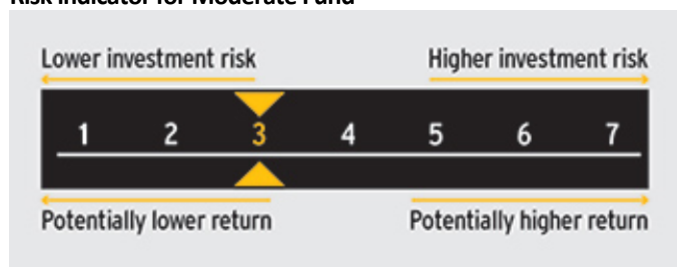 Risk indicator for Moderate Fund
Lower investment risk Higher investment risk
1 2 3 4 5 6 7
Potentially lower return Potentially higher return